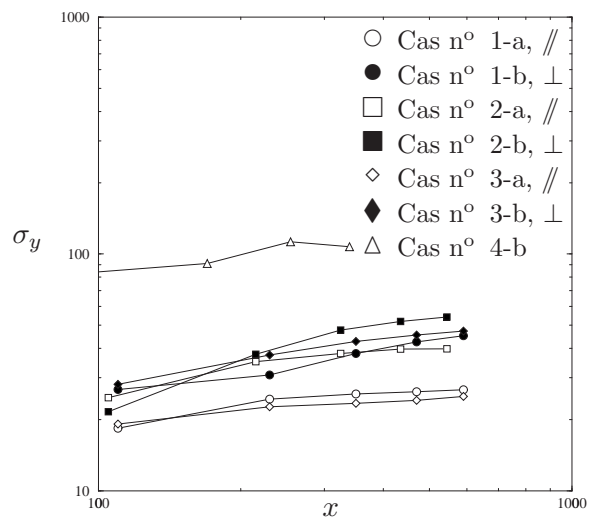 1000
Cas nº 1-a, //
Cas nº 1-b, ⊥
Cas nº 2-a, //
Cas nº 2-b, ⊥
Cas nº 3-a, //
Cas nº 3-b, ⊥
Cas nº 4-b
100
σy
10
100
x
1000